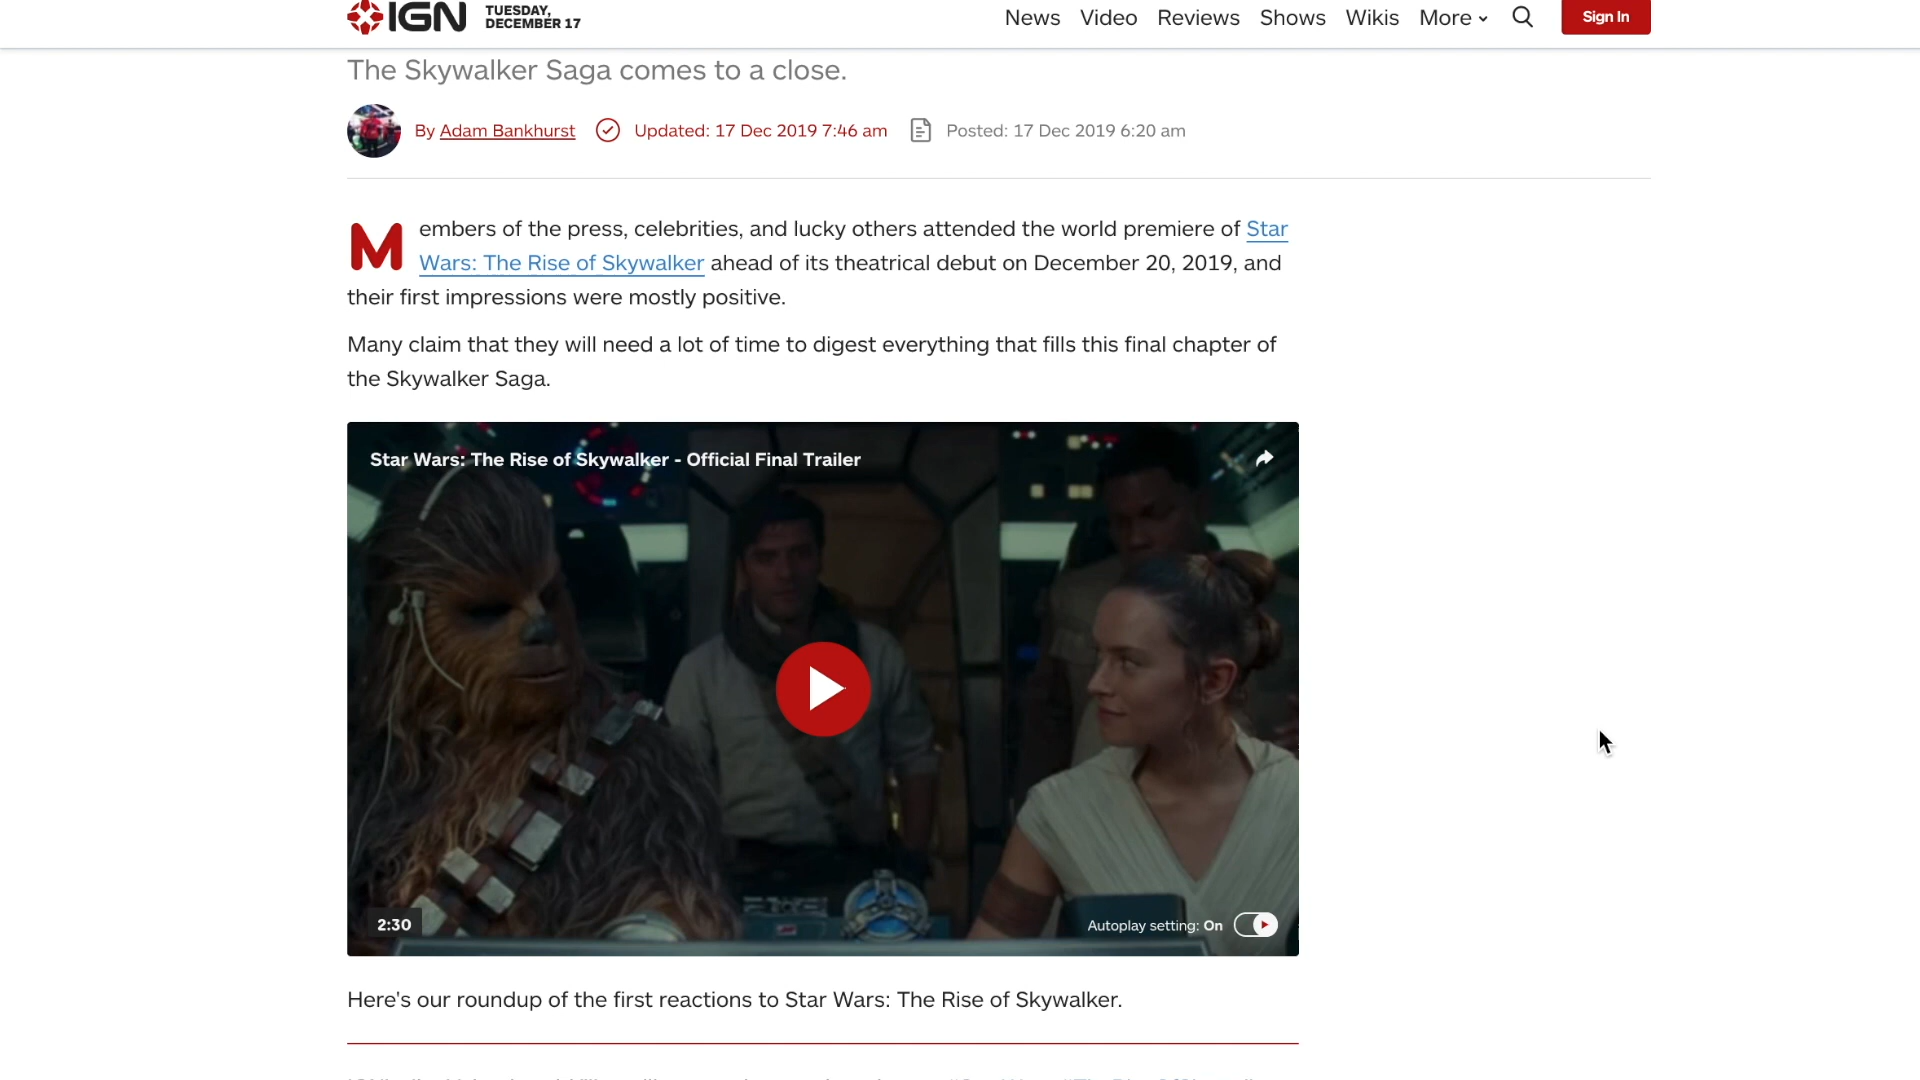 IGN
TUESDAY,
DECEMBER 17
News Video Reviews Shows Wikis More
Sign In
The Skywalker Saga comes to a close.
By Adam Bankhurst Updated: 17 Dec 2019 7:46 am Posted: 17 Dec 2019 6:20 am
Members of the press, celebrities, and lucky others attended the world premiere of Star
Wars: The Rise of Skywalker ahead of its theatrical debut on December 20, 2019, and
their first impressions were mostly positive.
Many claim that they will need a lot of time to digest everything that fills this final chapter of
the Skywalker Saga.
Star Wars: The Rise of Skywalker - Official Final Trailer
2:30
Autoplay setting: On
Here's our roundup of the first reactions to Star Wars: The Rise of Skywalker.